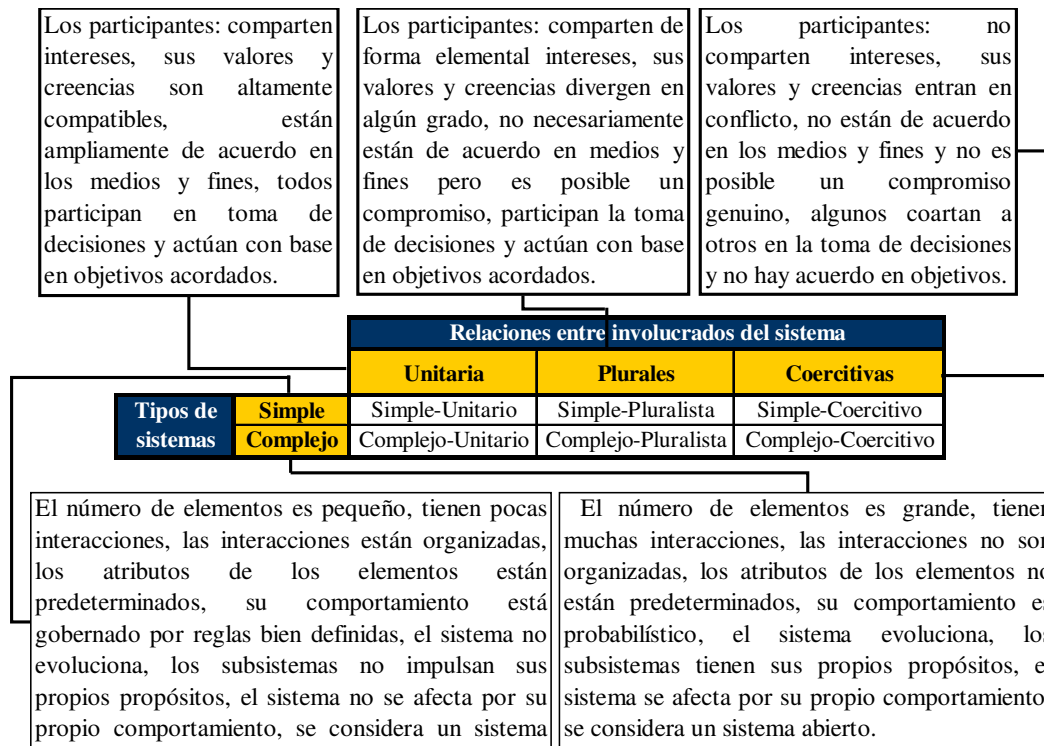 Los participantes: comparten
intereses, sus valores y
creencias son altamente
compatibles, están
ampliamente de acuerdo en
los medios y fines, todos
participan en toma de
decisiones y actúan con base
en objetivos acordados.
Los participantes: comparten de
forma elemental intereses, sus
valores y creencias divergen en
algún grado, no necesariamente
están de acuerdo en medios y
fines pero es posible un
compromiso, participan la toma
de decisiones y actúan con base
en objetivos acordados.
Los participantes: no
comparten intereses, sus
valores y creencias entran en
conflicto, no están de acuerdo
en los medios y fines y no es
posible un compromiso
genuino, algunos coartan a
otros en la toma de decisiones
y no hay acuerdo en objetivos.
Relaciones entre involucrados del sistema
Unitaria Plurales Coercitivas
Tipos de sistemas
Simple Simple-Unitario Simple-Pluralista Simple-Coercitivo
Complejo Complejo-Unitario Complejo-Pluralista Complejo-Coercitivo
El número de elementos es pequeño, tienen pocas
interacciones, las interacciones están organizadas,
los atributos de los elementos están
predeterminados, su comportamiento está
gobernado por reglas bien definidas, el sistema no
evoluciona, los subsistemas no impulsan sus
propios propósitos, el sistema no se afecta por su
propio comportamiento, se considera un sistema
El número de elementos es grande, tienen
muchas interacciones, las interacciones no son
organizadas, los atributos de los elementos no
están predeterminados, su comportamiento es
probabilístico, el sistema evoluciona, los
subsistemas tienen sus propios propósitos, el
sistema se afecta por su propio comportamiento
se considera un sistema abierto.